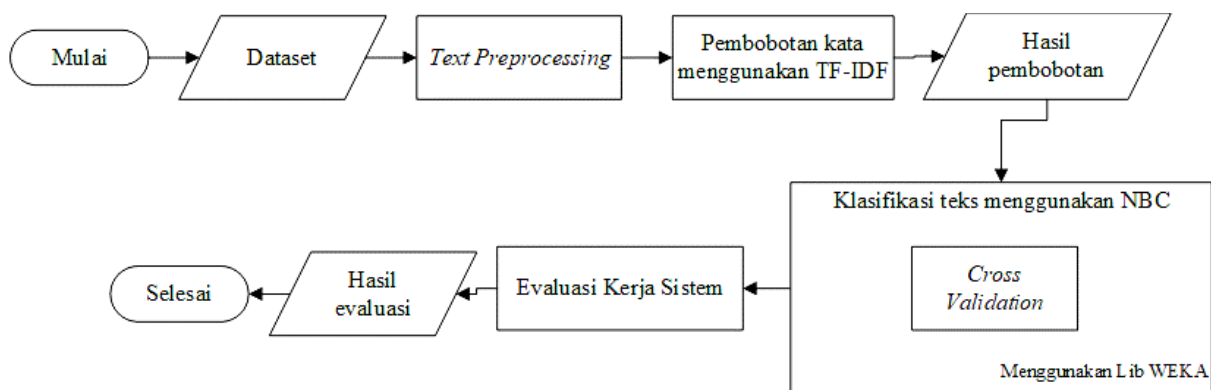 Mulai
Dataset
Text Preprocessing
Pembobotan kata
menggunakan TF-IDF
Hasil
pembobotan
Klasifikasi teks menggunakan NBC
Cross
Validation
Menggunakan Lib WEKA
Evaluasi Kerja Sistem
Hasil
evaluasi
Selesai